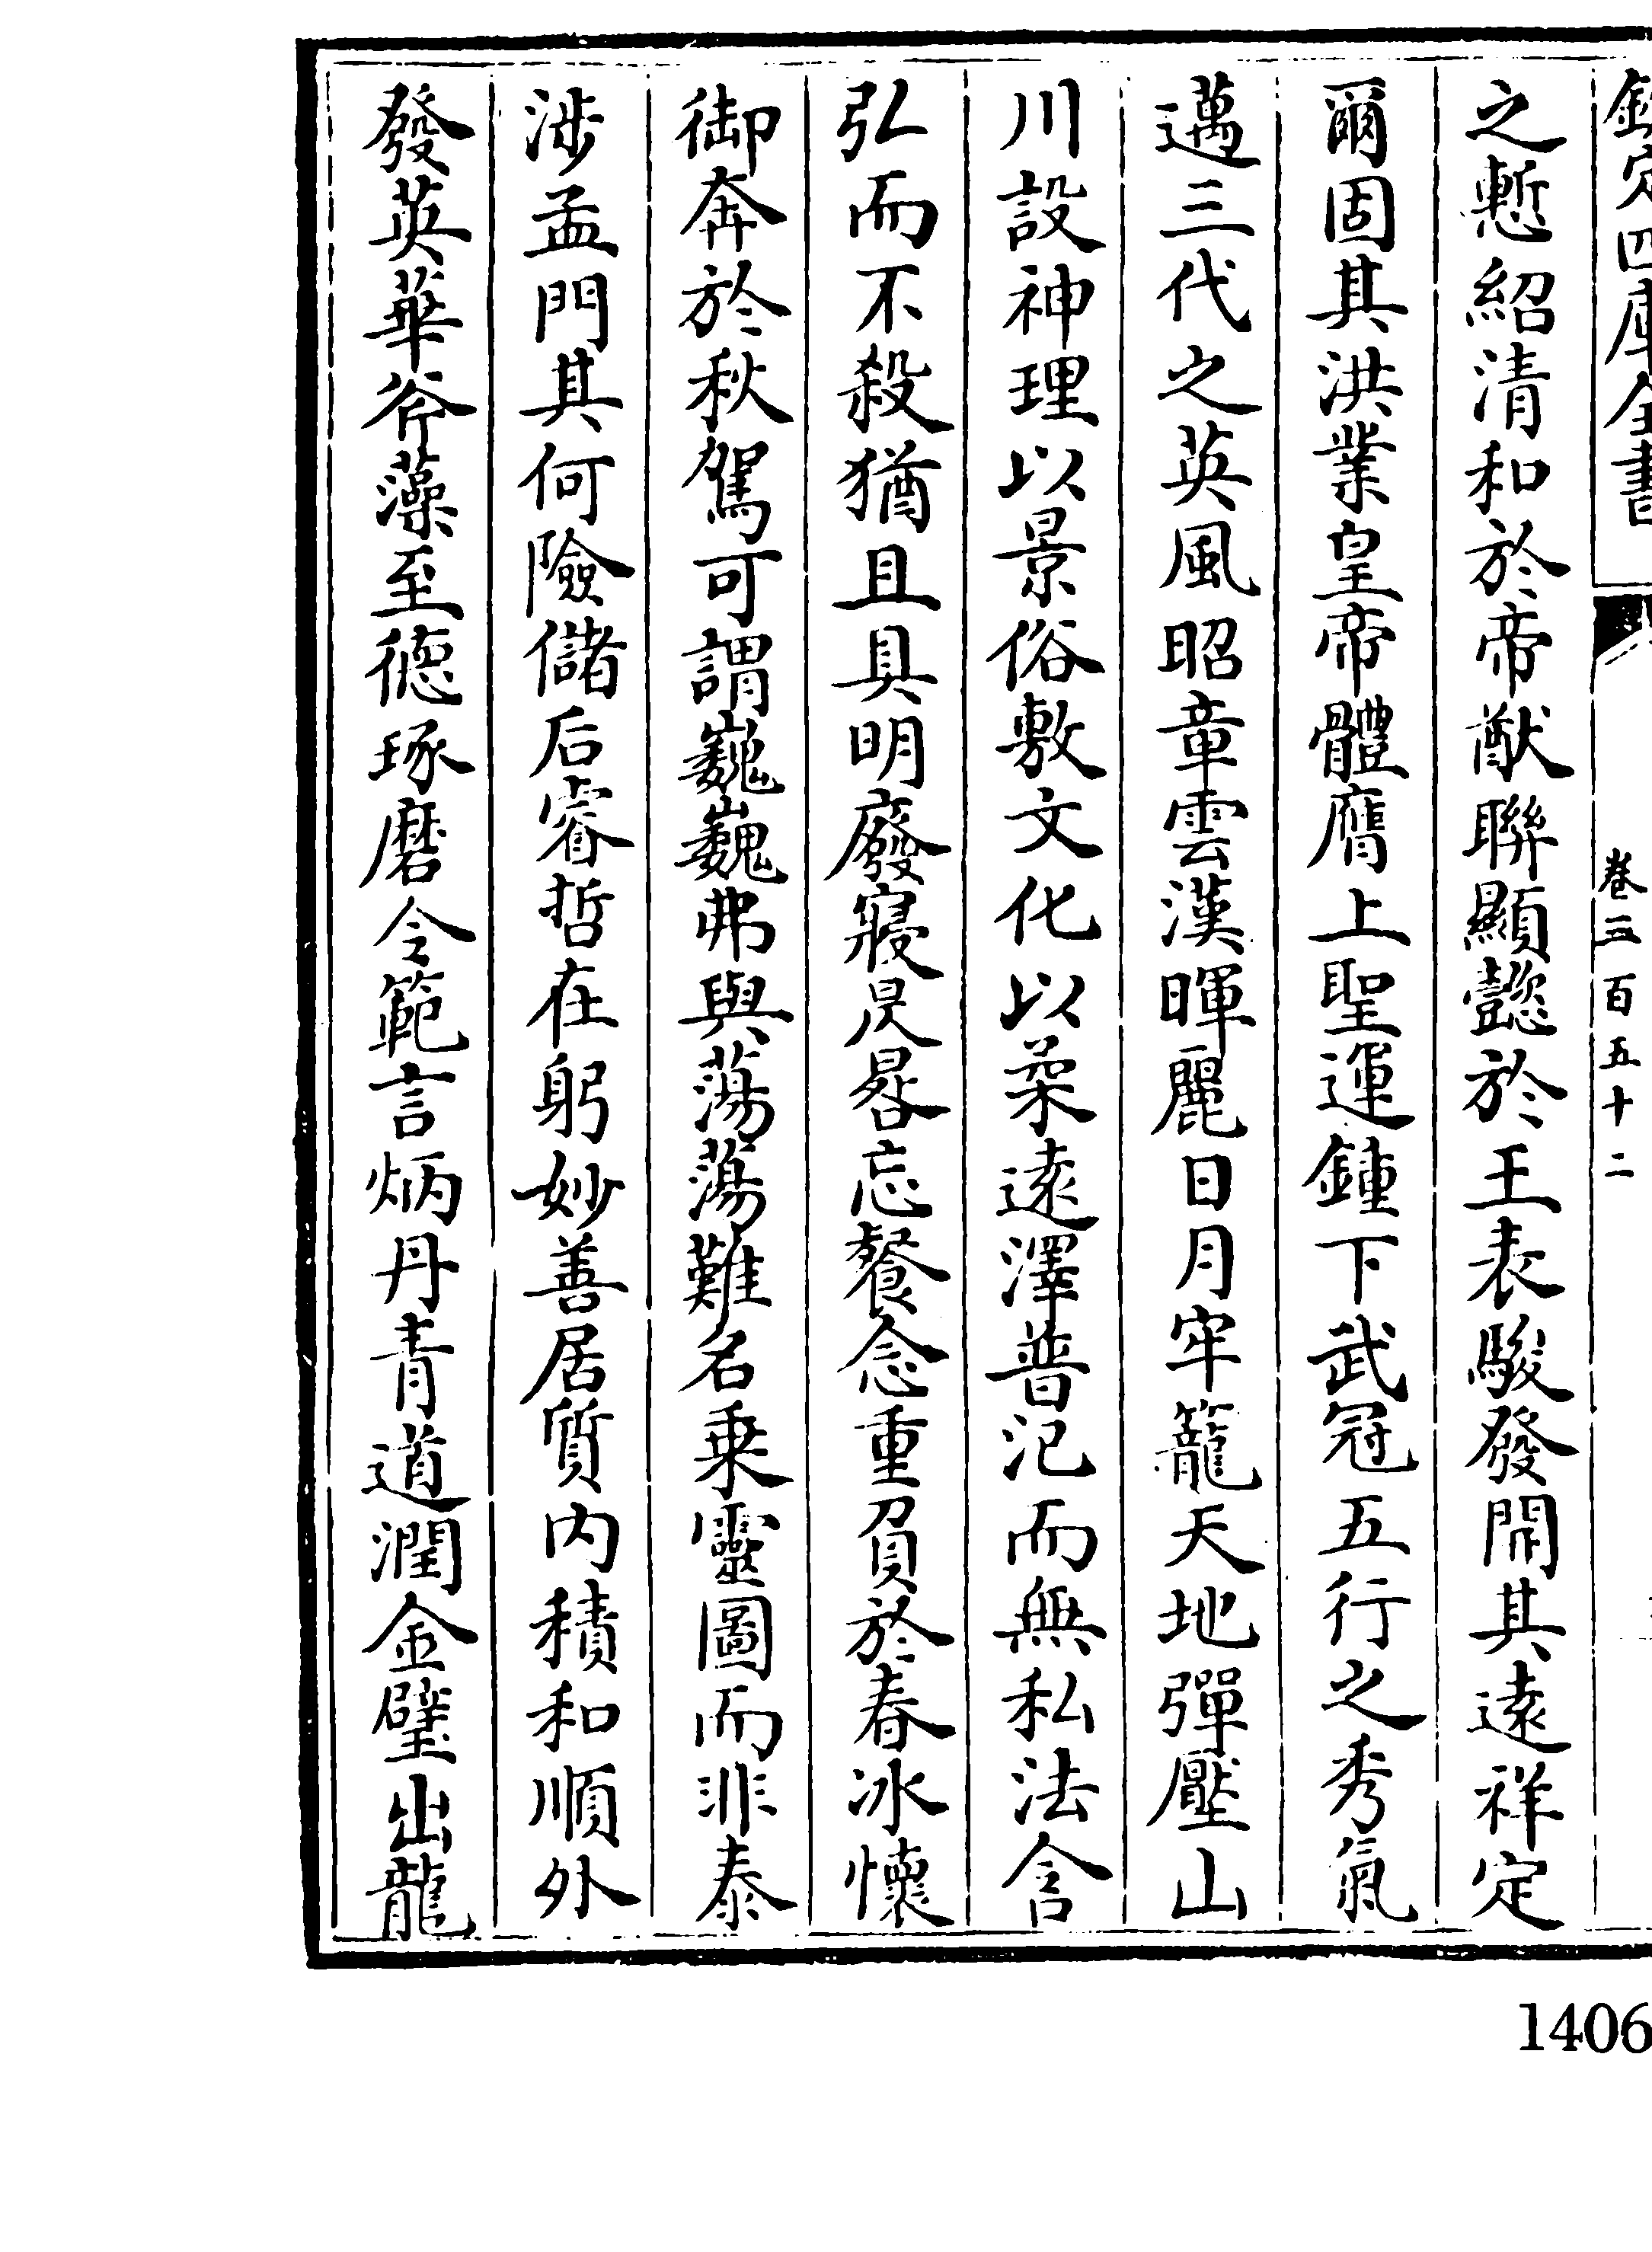 欽定四庫全書
卷三百五十二
之慙紹清和於帝猷聯顯懿於王表駿發開其遠祥定
爾固其洪業皇帝體膺上聖運鍾下武冠五行之秀氣
邁三代之英風昭章雲漢暉麗日月牢籠天地彈壓山
川設神理以景俗敷文化以柔遠澤普汜而無私法含
弘而不殺猶且具明廢寢昃晷忘餐念重負於春冰懷
御奔於秋駕可謂巍巍弗與蕩蕩難名乗靈圖而非泰
涉孟門其何險儲后睿哲在躬妙善居質内積和順外
發英華斧藻至德琢磨令範言炳丹青道潤金璧出龍
1406